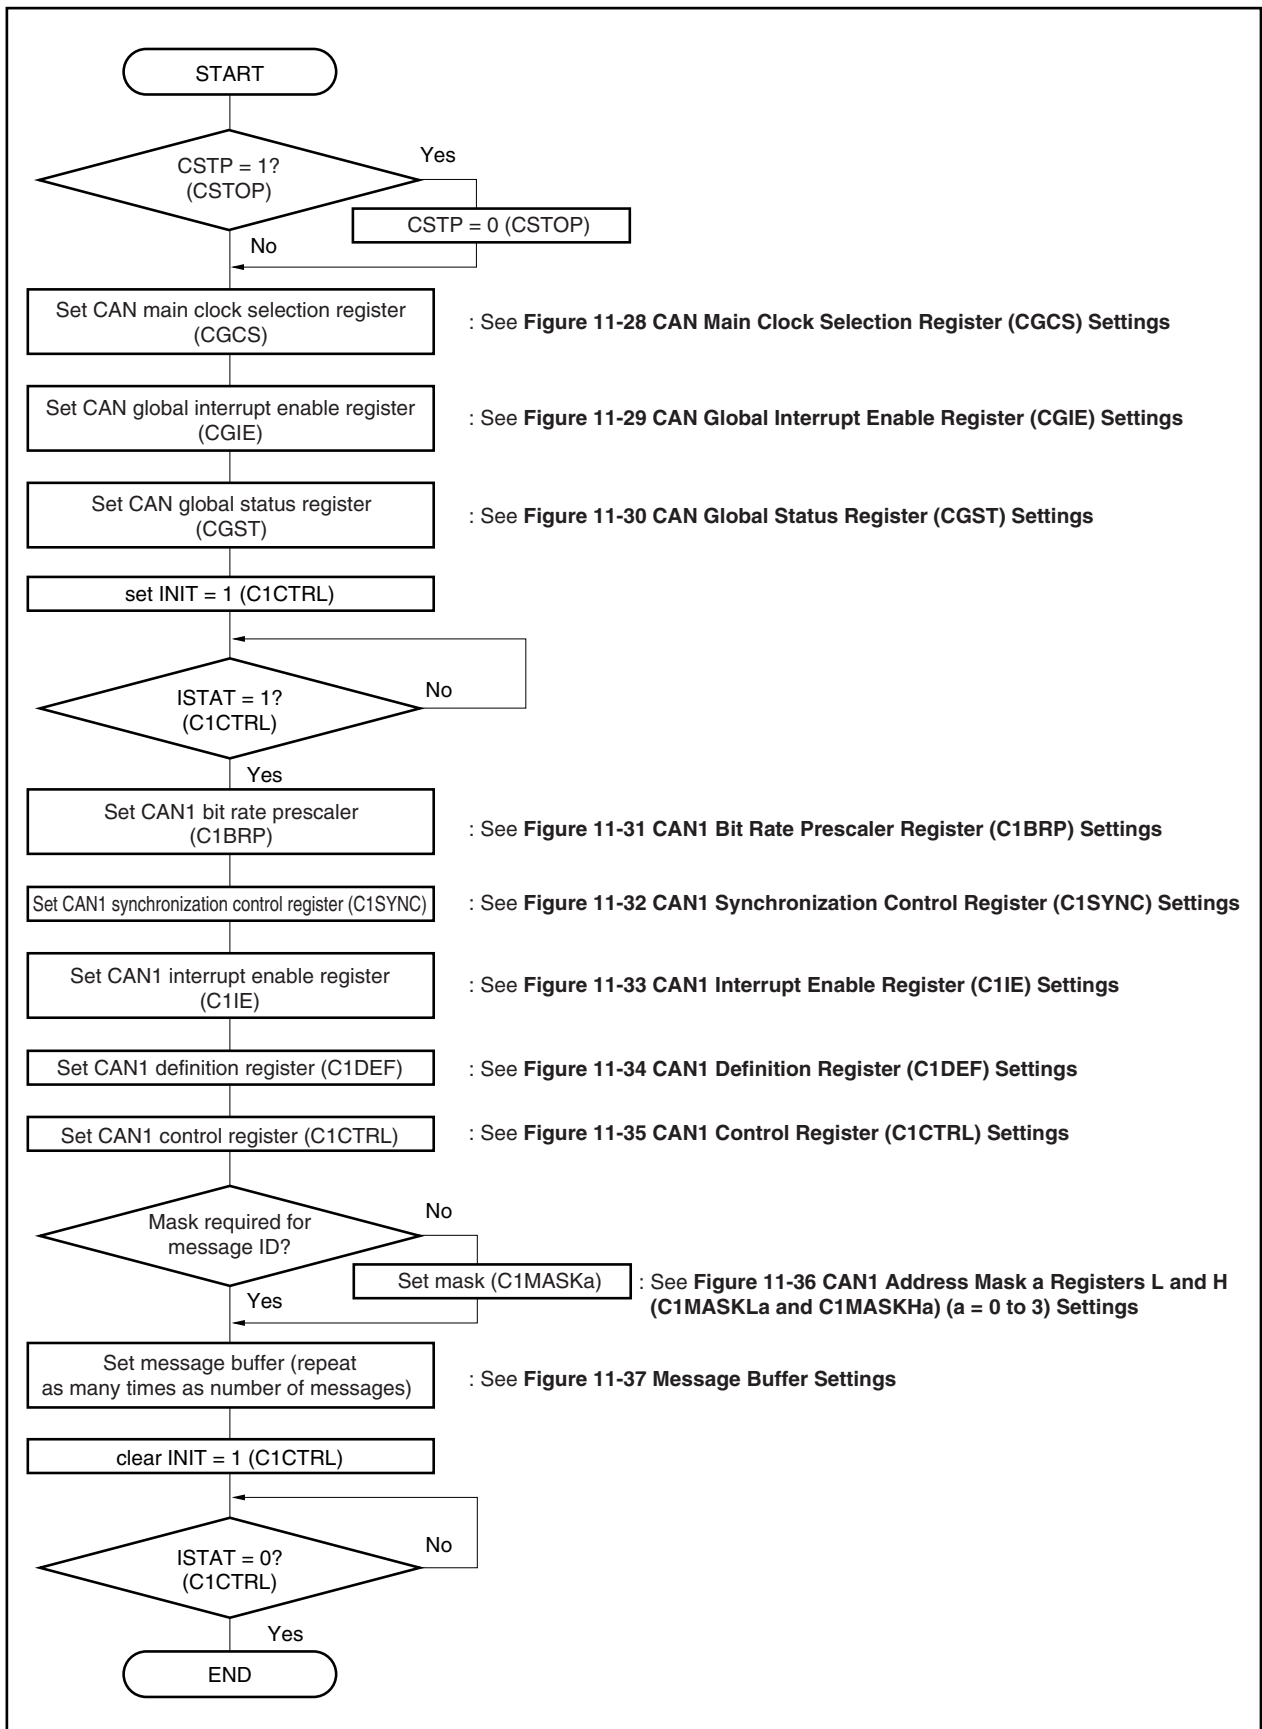 START
CSTP = 1?
(CSTOP)
Yes
CSTP = 0 (CSTOP)
No
Set CAN main clock selection register
(CGCS)
: See Figure 11-28 CAN Main Clock Selection Register (CGCS) Settings
Set CAN global interrupt enable register
(CGIE)
: See Figure 11-29 CAN Global Interrupt Enable Register (CGIE) Settings
Set CAN global status register
(CGST)
: See Figure 11-30 CAN Global Status Register (CGST) Settings
set INIT = 1 (C1CTRL)
ISTAT = 1?
(C1CTRL)
No
Yes
Set CAN1 bit rate prescaler
(C1BRP)
: See Figure 11-31 CAN1 Bit Rate Prescaler Register (C1BRP) Settings
Set CAN1 synchronization control register (C1SYNC)
: See Figure 11-32 CAN1 Synchronization Control Register (C1SYNC) Settings
Set CAN1 interrupt enable register
(C1IE)
: See Figure 11-33 CAN1 Interrupt Enable Register (C1IE) Settings
Set CAN1 definition register (C1DEF)
: See Figure 11-34 CAN1 Definition Register (C1DEF) Settings
Set CAN1 control register (C1CTRL)
: See Figure 11-35 CAN1 Control Register (C1CTRL) Settings
Mask required for
message ID?
No
Set mask (C1MASKa)
: See Figure 11-36 CAN1 Address Mask a Registers L and H
(C1MASKLa and C1MASKHa) (a = 0 to 3) Settings
Yes
Set message buffer (repeat
as many times as number of messages)
: See Figure 11-37 Message Buffer Settings
clear INIT = 1 (C1CTRL)
ISTAT = 0?
(C1CTRL)
No
Yes
END